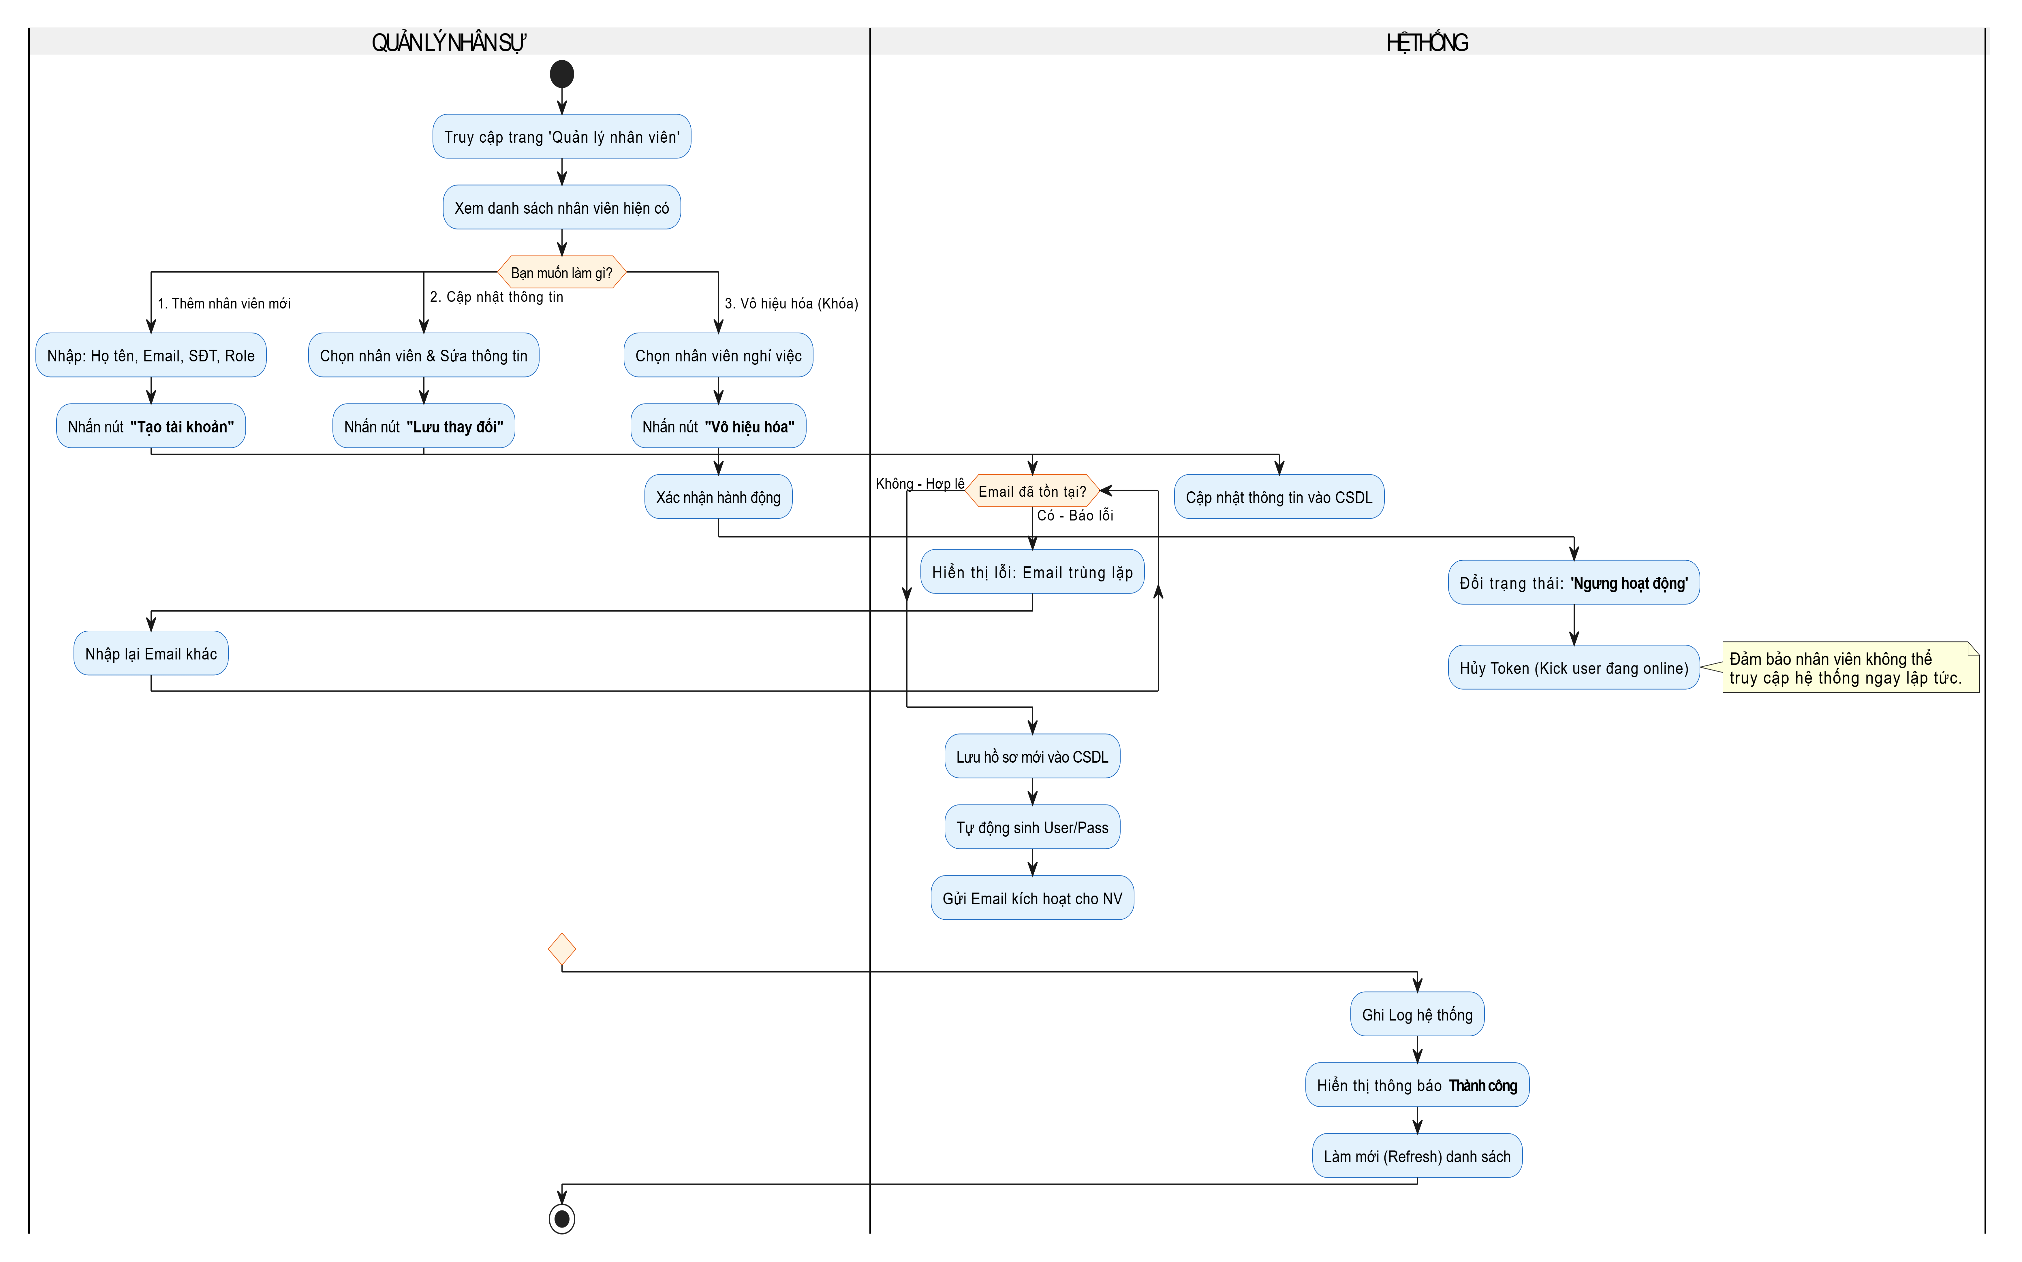 QUẢN LÝ NHÂN SỰ
HỆ THỐNG
Truy cập trang 'Quản lý nhân viên'
Xem danh sách nhân viên hiện có
Bạn muốn làm gì?
1. Thêm nhân viên mới
2. Cập nhật thông tin
3. Vô hiệu hóa (Khóa)
Nhập: Họ tên, Email, SĐT, Role
Chọn nhân viên & Sửa thông tin
Chọn nhân viên nghỉ việc
Nhấn nút "Tạo tài khoản"
Nhấn nút "Lưu thay đổi"
Nhấn nút "Vô hiệu hóa"
Xác nhận hành động
Không - Hợp lệ
Email đã tồn tại?
Cập nhật thông tin vào CSDL
Có - Báo lỗi
Hiển thị lỗi: Email trùng lặp
Đổi trạng thái: 'Ngưng hoạt động'
Nhập lại Email khác
Hủy Token (Kick user đang online)
Đảm bảo nhân viên không thể
truy cập hệ thống ngay lập tức.
Lưu hồ sơ mới vào CSDL
Tự động sinh User/Pass
Gửi Email kích hoạt cho NV
Ghi Log hệ thống
Hiển thị thông báo Thành công
Làm mới (Refresh) danh sách